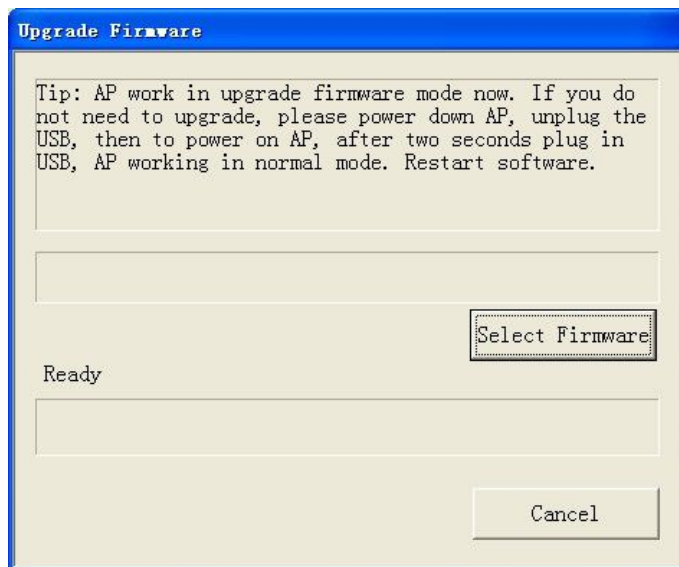 Upgrade Firmware
Tip: AP work in upgrade firmware mode now. If you do
not need to upgrade, please power down AP, unplug the
USB, then to power on AP, after two seconds plug in
USB, AP working in normal mode. Restart software.
Select Firmware
Ready
Cancel